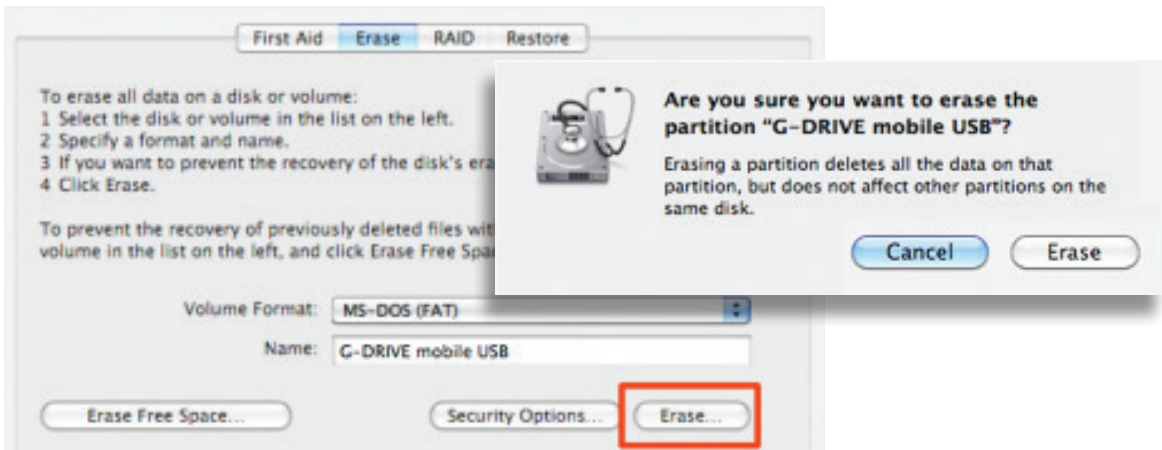 First Aid Erase RAID Restore
To erase all data on a disk or volume:
1 Select the disk or volume in the list on the left.
2 Specify a format and name.
3 If you want to prevent the recovery of the disk's era
4 Click Erase.
To prevent the recovery of previously deleted files wit
volume in the list on the left, and click Erase Free Spa
Volume Format: MS-DOS (FAT)
Name: G-DRIVE mobile USB
Erase Free Space... Security Options... Erase...
Are you sure you want to erase the
partition “G-DRIVE mobile USB”?
Erasing a partition deletes all the data on that
partition, but does not affect other partitions on the
same disk.
Cancel Erase